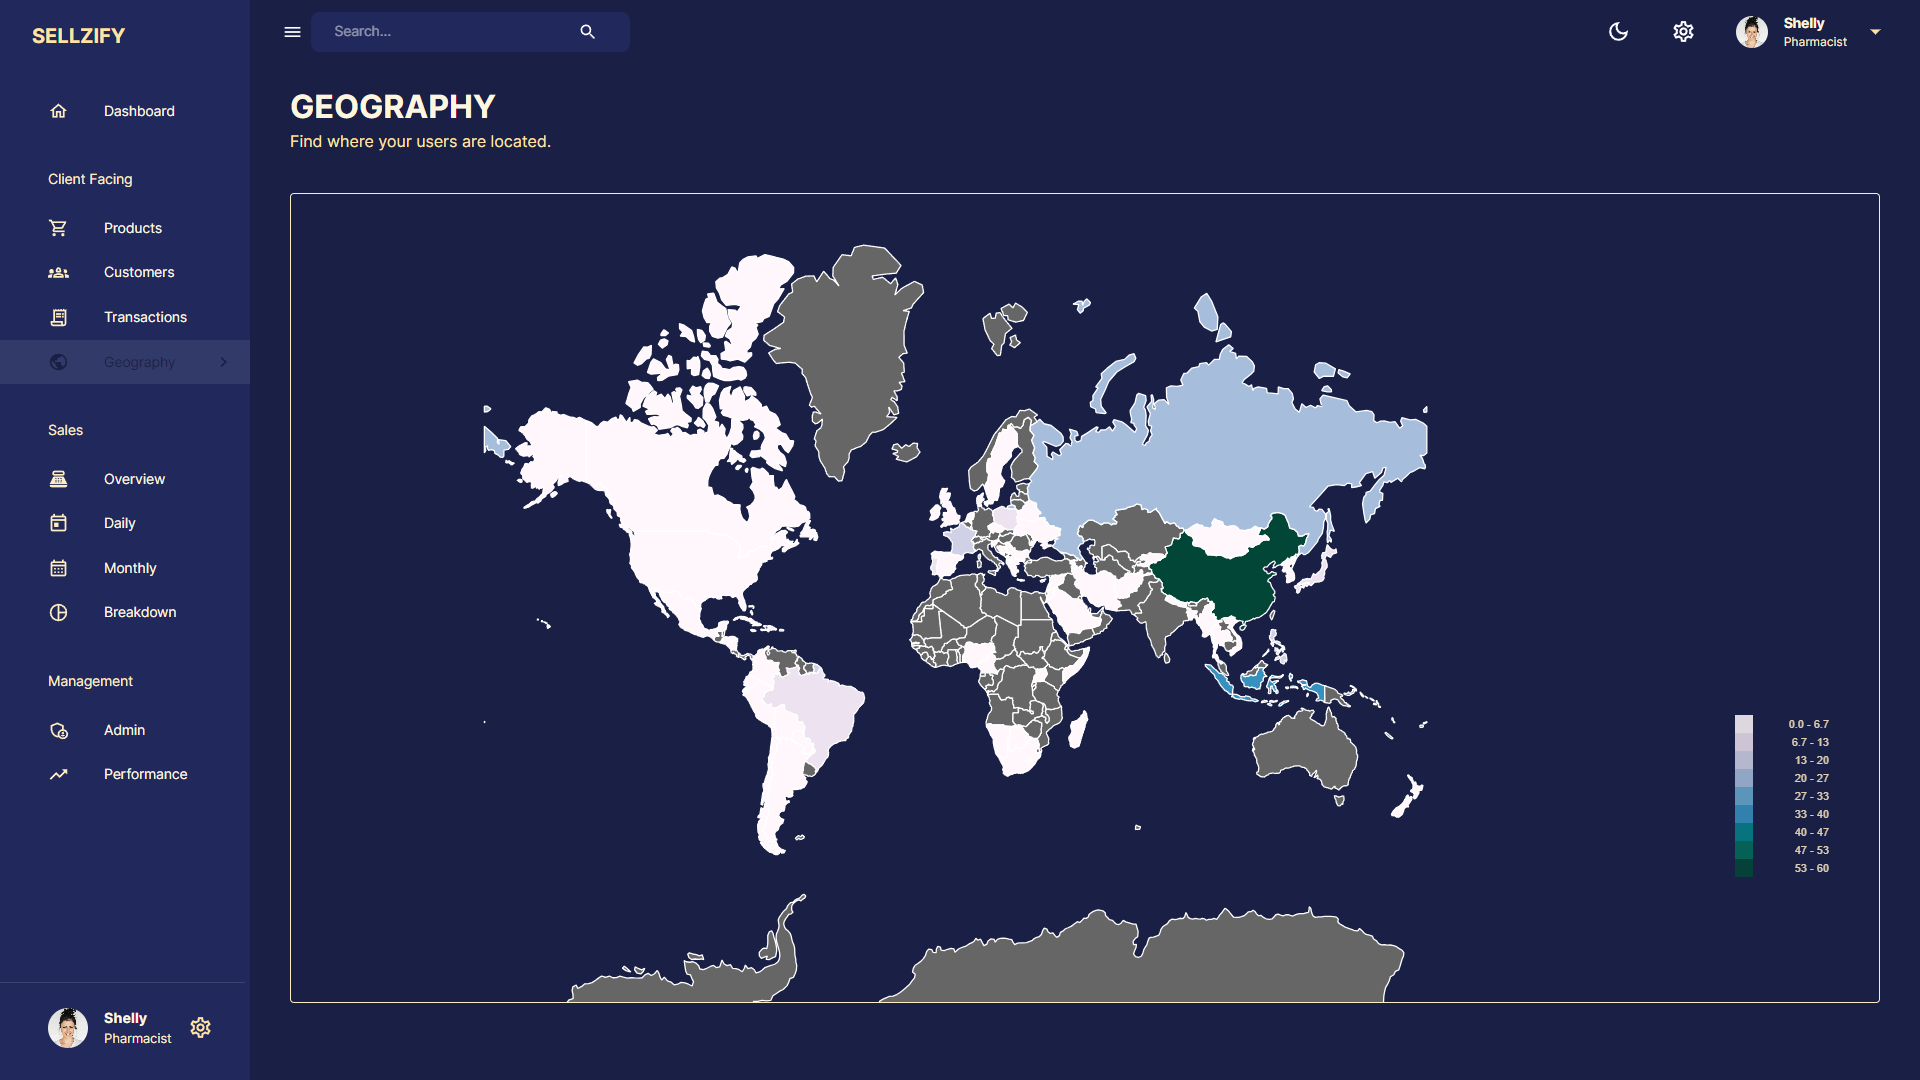 SELLZIFY
Search...
Shelly
Pharmacist
Dashboard
Client Facing
Products
Customers
Transactions
Geography
Sales
Overview
Daily
Monthly
Breakdown
Management
Admin
Performance
Shelly
Pharmacist
GEOGRAPHY
Find where your users are located.
0.0 - 6.7
6.7 - 13
13 - 20
20 - 27
27 - 33
33 - 40
40 - 47
47 - 53
53 - 60